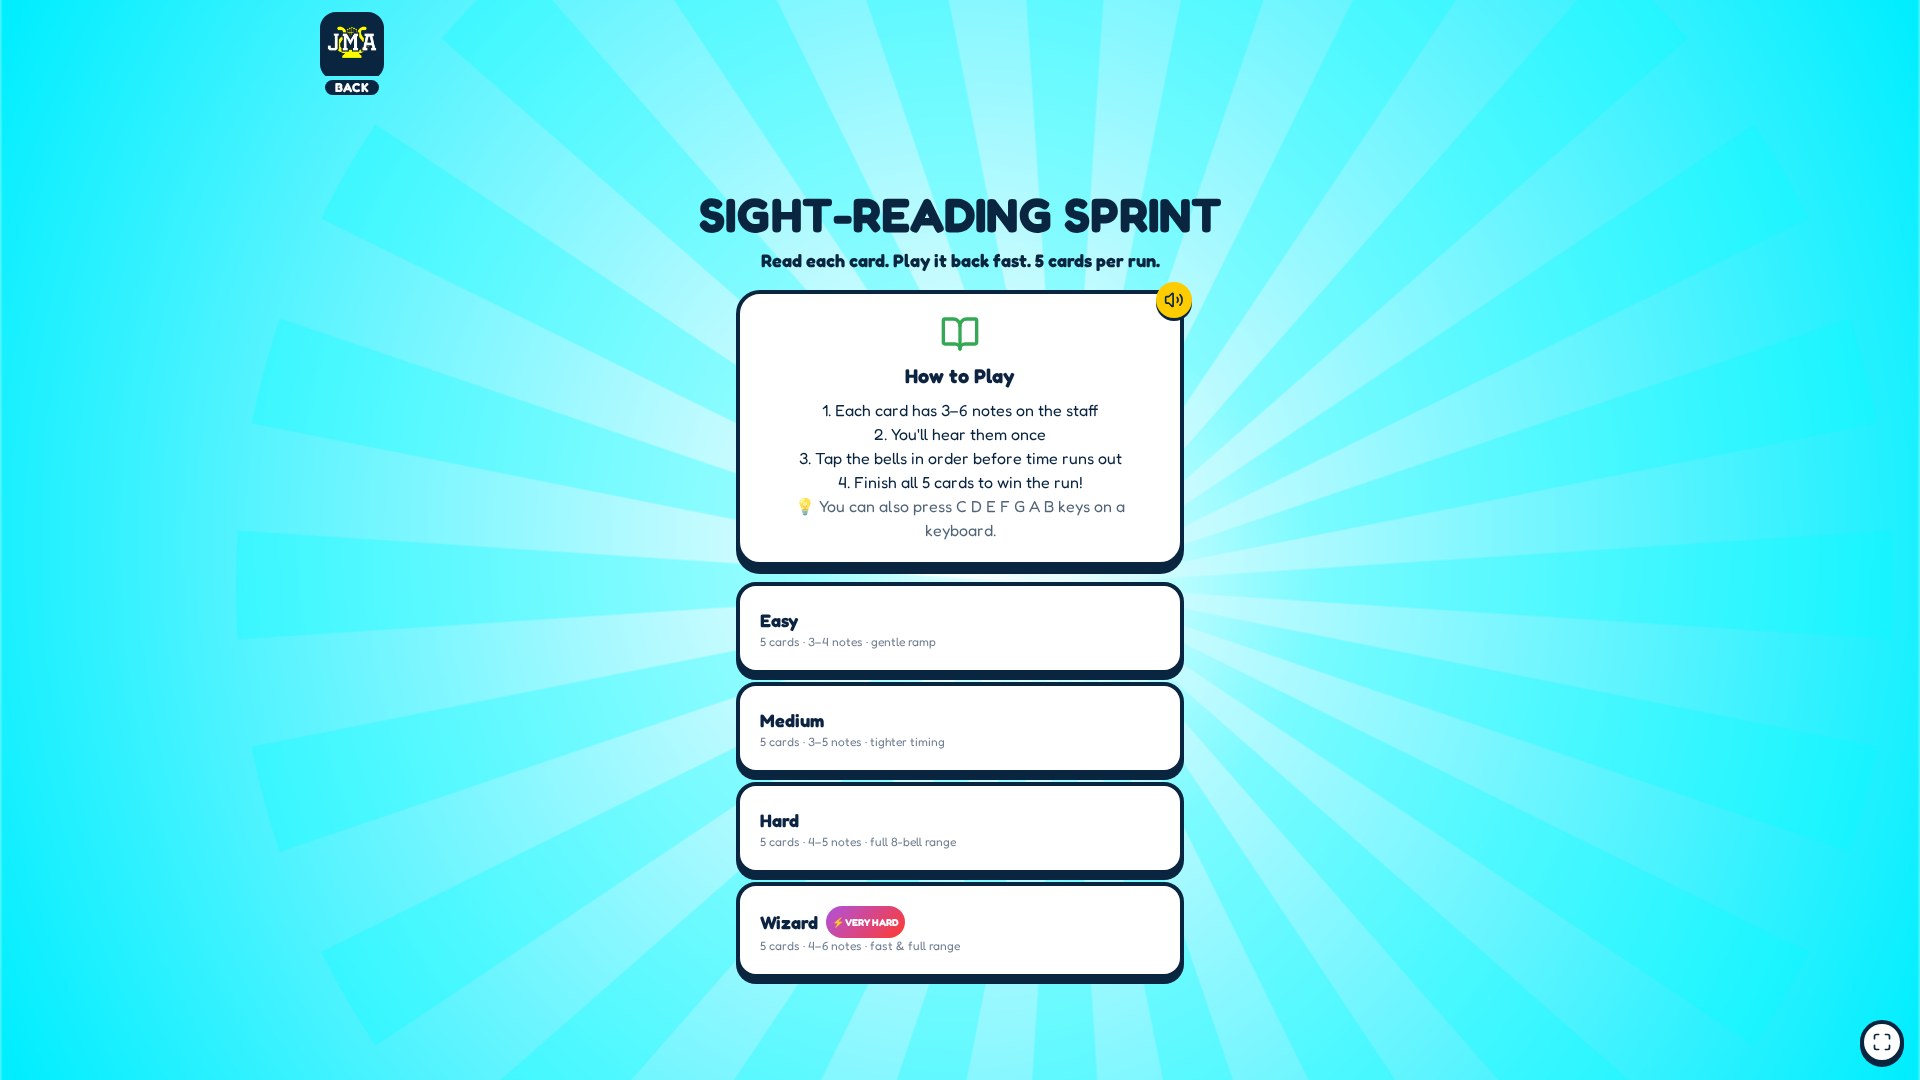 JMA
BACK
SIGHT-READING SPRINT
Read each card. Play it back fast. 5 cards per run.
How to Play
1. Each card has 3–6 notes on the staff
2. You'll hear them once
3. Tap the bells in order before time runs out
4. Finish all 5 cards to win the run!
💡 You can also press C D E F G A B keys on a
keyboard.
Easy
5 cards · 3–4 notes · gentle ramp
Medium
5 cards · 3–5 notes · tighter timing
Hard
5 cards · 4–5 notes · full 8-bell range
Wizard ⚡ VERY HARD
5 cards · 4–6 notes · fast & full range